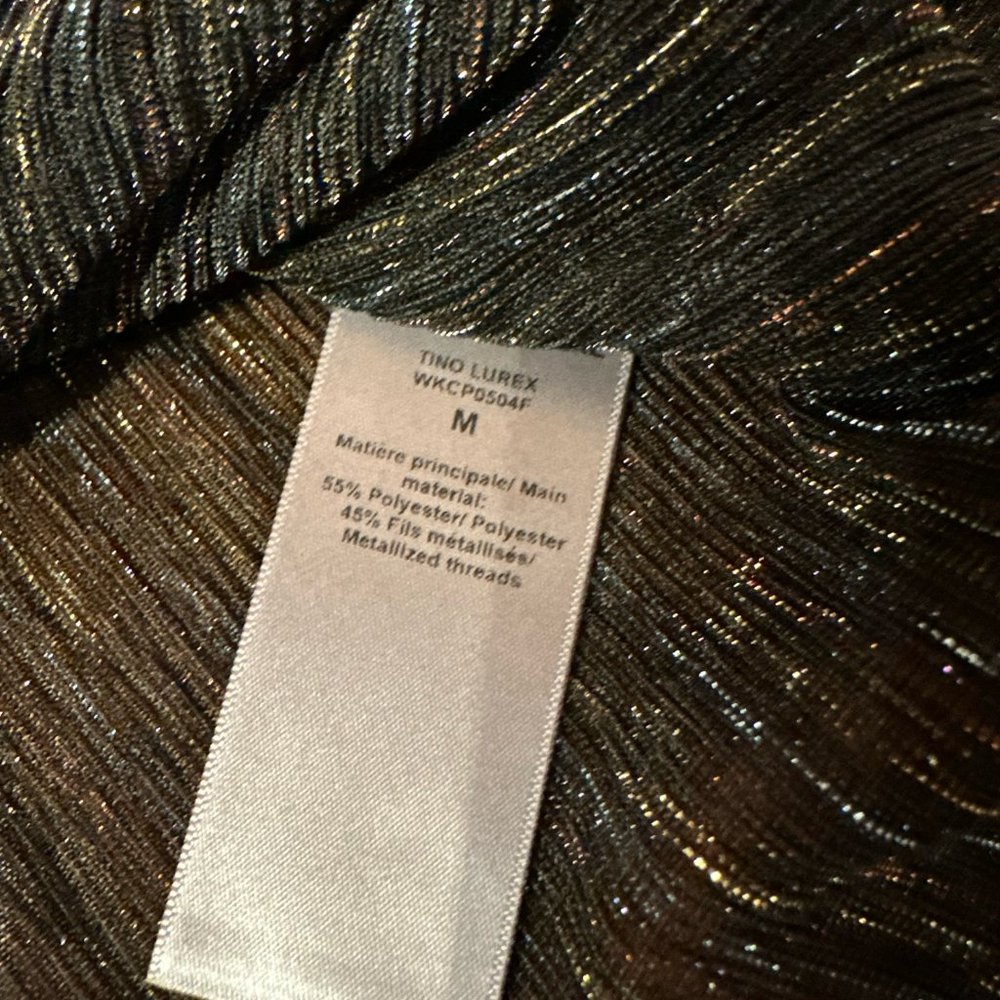 TINO LUREX
WKCP0504F
M
Matière principale/ Main
material:
55% Polyester/ Polyester
45% Fils métallisés/
Metallized threads